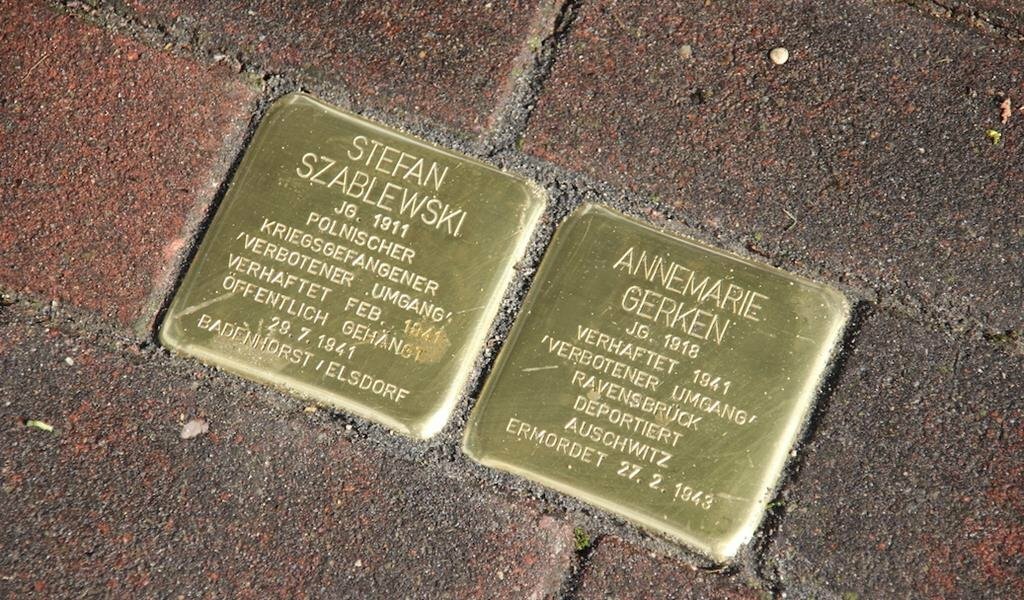 STEFAN
SZABLEWSKI
JG. 1911
POLNISCHER
KRIEGSGEFANGENER
'VERBOTENER UMGANG'
VERHAFTET FEB. 1941
ÖFFENTLICH GEHÄNGT
29.7.1941
BADENHORST / ELSDORF
ANNEMARIE
GERKEN
JG. 1918
VERHAFTET 1941
'VERBOTENER UMGANG'
RAVENSBRÜCK
DEPORTIERT
AUSCHWITZ
ERMORDET 27.2.1943